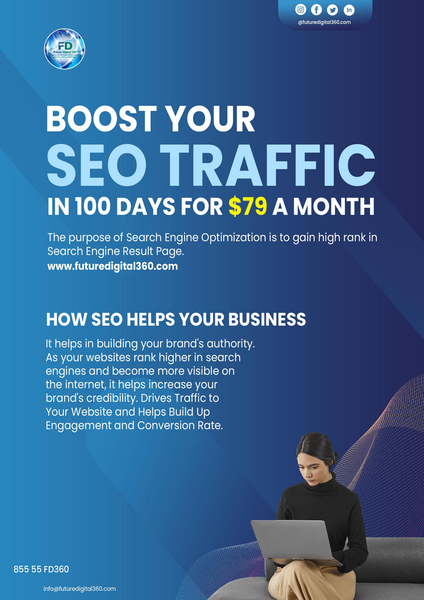 @futuredigital360.com
FD
BOOST YOUR
SEO TRAFFIC
IN 100 DAYS FOR $79 A MONTH
The purpose of Search Engine Optimization is to gain high rank in
Search Engine Result Page.
www.futuredigital360.com
HOW SEO HELPS YOUR BUSINESS
It helps in building your brand's authority.
As your websites rank higher in search
engines and become more visible on
the internet, it helps increase your
brand's credibility. Drives Traffic to
Your Website and Helps Build Up
Engagement and Conversion Rate.
855 55 FD360
info@futuredigital360.com